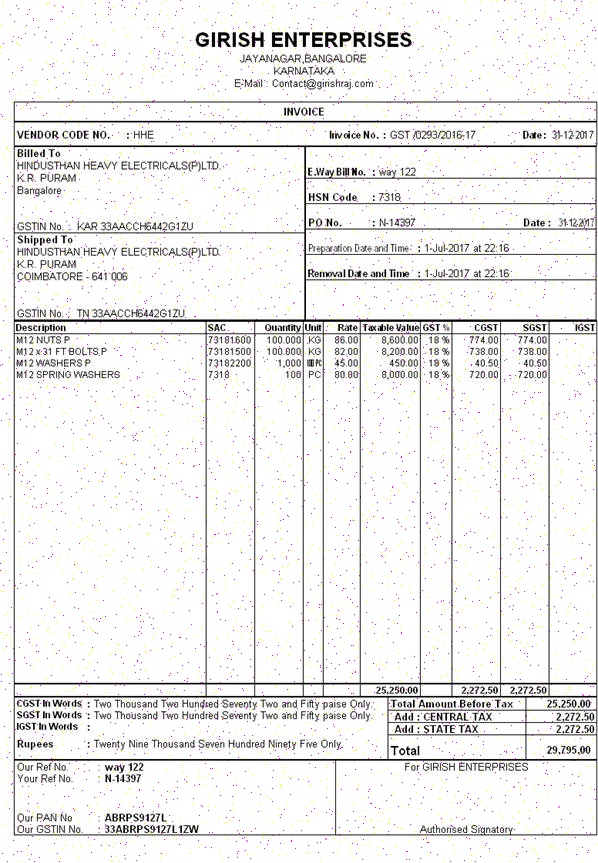 GIRISH ENTERPRISES
JAYANAGAR,BANGALORE
KARNATAKA
E-Mail : Contact@girishraj.com
INVOICE
VENDOR CODE NO. : HHE Invoice No. : GST /0293/2016-17 Date : 31-12-2017
Billed To
HINDUSTHAN HEAVY ELECTRICALS(P)LTD.
K.R. PURAM
Bangalore
GSTIN No. : KAR 33AACCH6442G1ZU
Shipped To
HINDUSTHAN HEAVY ELECTRICALS(P)LTD.
K.R. PURAM
COIMBATORE - 641 006
GSTIN No. : TN 33AACCH6442G1ZU
E.Way Bill No. : way 122
HSN Code : 7318
PO No. : N-14397 Date : 31-12-2017
Preparation Date and Time : 1-Jul-2017 at 22:16
Removal Date and Time : 1-Jul-2017 at 22:16
Description SAC Quantity Unit Rate Taxable Value GST % CGST SGST IGST
M12 NUTS P 73181600 100.000 KG 86.00 8,600.00 18 % 774.00 774.00
M12 x 31 FT BOLTS P 73181500 100.000 KG 82.00 8,200.00 18 % 738.00 738.00
M12 WASHERS P 73182200 1,000 45.00 450.00 18 % 40.50 40.50
M12 SPRING WASHERS 7318 100 PC 80.00 8,000.00 18 % 720.00 720.00
25,250.00 2,272.50 2,272.50
CGST In Words : Two Thousand Two Hundred Seventy Two and Fifty paise Only.
SGST In Words : Two Thousand Two Hundred Seventy Two and Fifty paise Only.
IGST In Words :
Rupees : Twenty Nine Thousand Seven Hundred Ninety Five Only.
Total Amount Before Tax 25,250.00
Add : CENTRAL TAX 2,272.50
Add : STATE TAX 2,272.50
Total 29,795.00
Our Ref No. : way 122
Your Ref No. : N-14397
Our PAN No : ABRPS9127L
Our GSTIN No. : 33ABRPS9127L1ZW
For GIRISH ENTERPRISES
Authorised Signatory